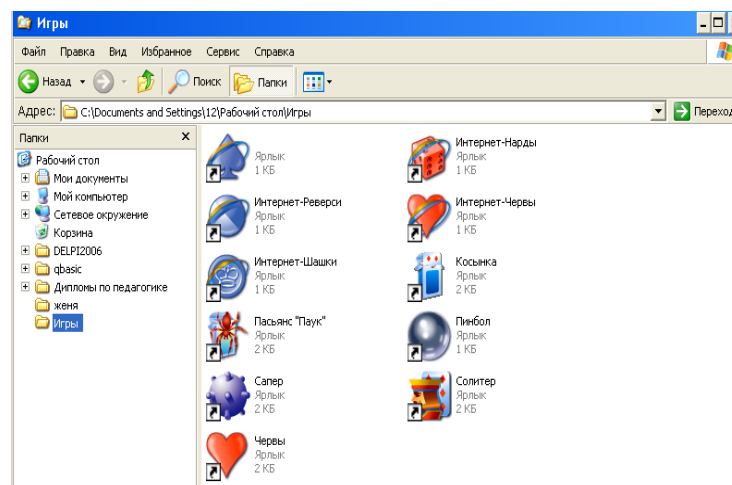 Игры
Файл Правка Вид Избранное Сервис Справка
Назад Поиск Папки
Адрес: C:\Documents and Settings\12\Рабочий стол\Игры Переход
Папки X
Рабочий стол
Мои документы
Мой компьютер
Сетевое окружение
Корзина
DELPI2006
qbasic
Дипломы по педагогике
женя
Игры
Ярлык
1 КБ
Интернет-Нарды
Ярлык
1 КБ
Интернет-Реверси
Ярлык
1 КБ
Интернет-Червы
Ярлык
1 КБ
Интернет-Шашки
Ярлык
1 КБ
Косынка
Ярлык
2 КБ
Пасьянс "Паук"
Ярлык
2 КБ
Пинбол
Ярлык
1 КБ
Сапер
Ярлык
2 КБ
Солитер
Ярлык
2 КБ
Червы
Ярлык
2 КБ